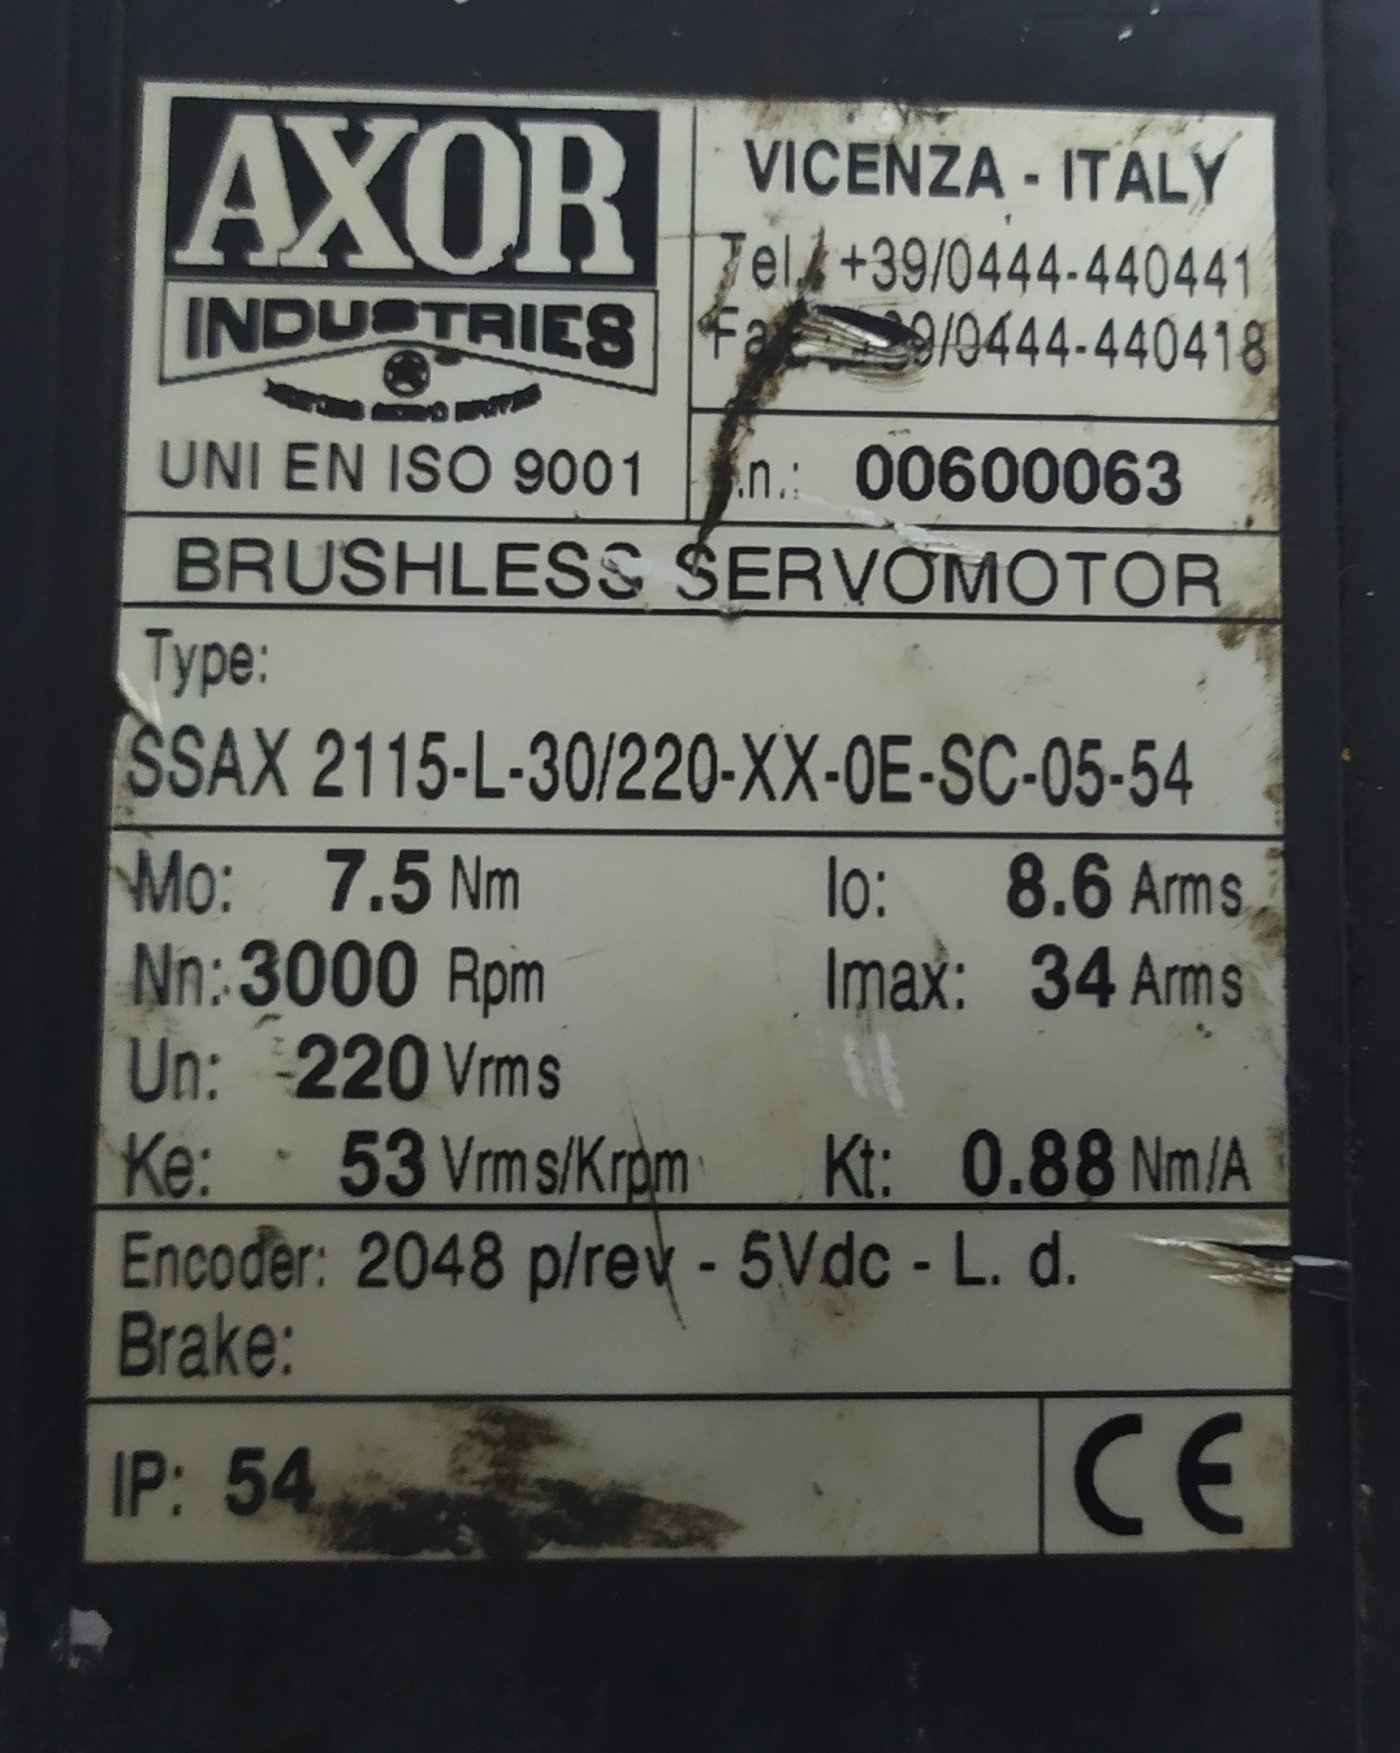 AXOR
INDUSTRIES
UNI EN ISO 9001
VICENZA - ITALY
Tel. +39/0444-440441
9/0444-440418
.n.: 00600063
BRUSHLESS SERVOMOTOR
Type:
SSAX 2115-L-30/220-XX-0E-SC-05-54
Mo: 7.5 Nm Io: 8.6 Arms
Nn: 3000 Rpm Imax: 34 Arms
Un: 220 Vrms
Ke: 53 Vrms/Krpm Kt: 0.88 Nm/A
Encoder: 2048 p/rev - 5Vdc - L. d.
Brake:
IP: 54
CE